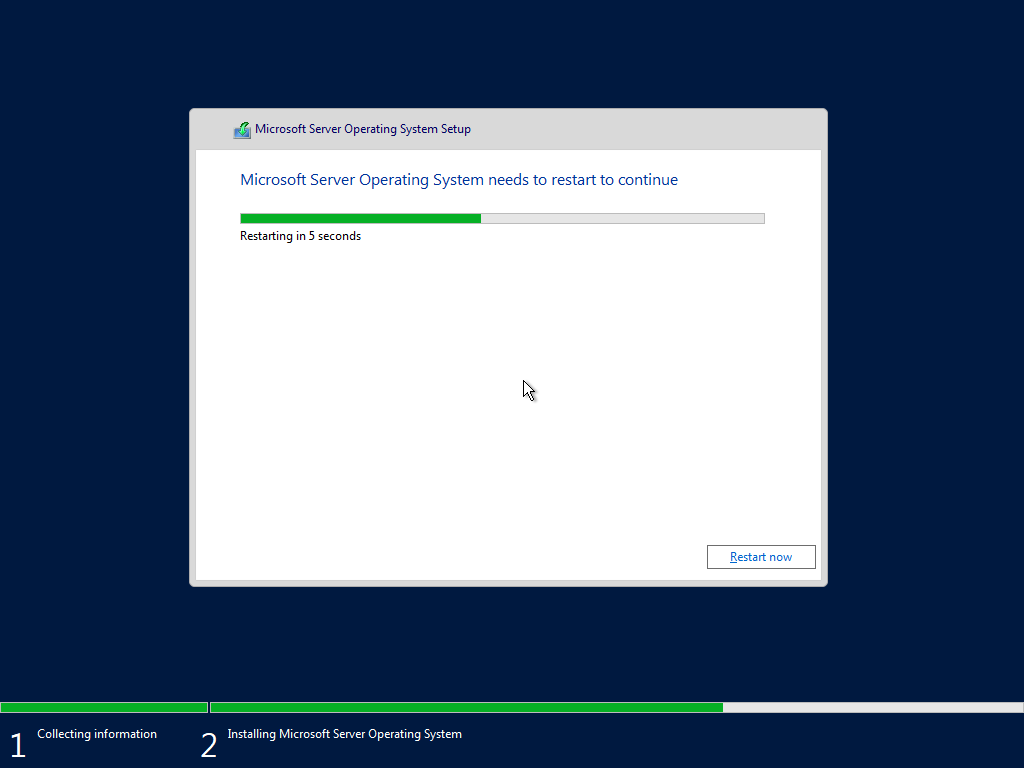 Microsoft Server Operating System Setup
Microsoft Server Operating System needs to restart to continue
Restarting in 5 seconds
Restart now
1 Collecting information
2 Installing Microsoft Server Operating System